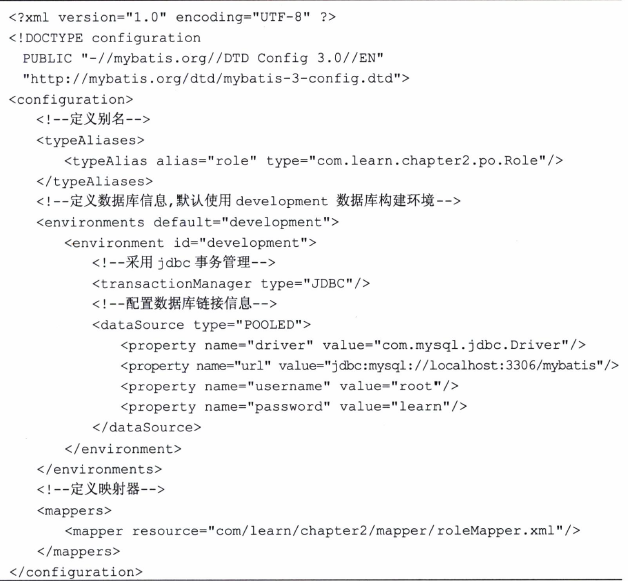 <?xml version="1.0" encoding="UTF-8" ?>
<!DOCTYPE configuration
PUBLIC "-//mybatis.org//DTD Config 3.0//EN"
"http://mybatis.org/dtd/mybatis-3-config.dtd">
<configuration>
<!--定义别名-->
<typeAliases>
<typeAlias alias="role" type="com.learn.chapter2.po.Role"/>
</typeAliases>
<!--定义数据库信息,默认使用 development 数据库构建环境-->
<environments default="development">
<environment id="development">
<!--采用 jdbc 事务管理-->
<transactionManager type="JDBC"/>
<!--配置数据库链接信息-->
<dataSource type="POOLED">
<property name="driver" value="com.mysql.jdbc.Driver"/>
<property name="url" value="jdbc:mysql://localhost:3306/mybatis"/>
<property name="username" value="root"/>
<property name="password" value="learn"/>
</dataSource>
</environment>
</environments>
<!--定义映射器-->
<mappers>
<mapper resource="com/learn/chapter2/mapper/roleMapper.xml"/>
</mappers>
</configuration>